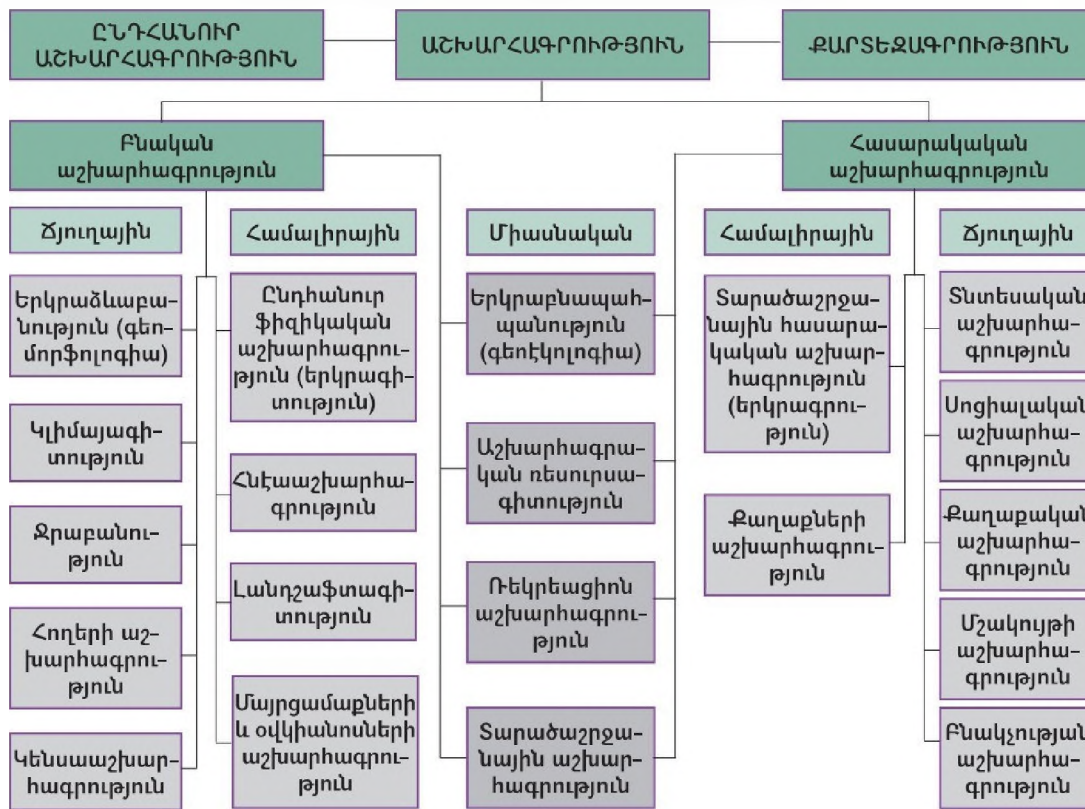 ԸՆԴՀԱՆՈՒՐ
ԱՇԽԱՐՀԱԳՐՈՒԹՅՈՒՆ
ԱՇԽԱՐՀԱԳՐՈՒԹՅՈՒՆ
ՔԱՐՏԵԶԱԳՐՈՒԹՅՈՒՆ
Բնական
աշխարհագրություն
Հասարակական
աշխարհագրություն
Ճյուղային
Համալիրային
Միասնական
Համալիրային
Ճյուղային
Երկրաձևաբա-
նություն (գեո-
մորֆոլոգիա)
Կլիմայագի-
տություն
Ջրաբանու-
թյուն
Հողերի աշ-
խարհագրու-
թյուն
Կենսաաշխար-
հագրություն
Ընդհանուր
ֆիզիկական
աշխարհագրու-
թյուն (երկրագի-
տություն)
Հնէաաշխարհա-
գրություն
Լանդշաֆտագի-
տություն
Մայրցամաքների
և օվկիանոսների
աշխարհագրու-
թյուն
Երկրաբնապահ-
պանություն
(գեոէկոլոգիա)
Աշխարհագրա-
կան ռեսուրսա-
գիտություն
Ռեկրեացիոն
աշխարհագրու-
թյուն
Տարածաշրջա-
նային աշխար-
հագրություն
Տարածաշրջա-
նային հասարա-
կական աշխար-
հագրություն
(երկրագրու-
թյուն)
Քաղաքների
աշխարհագրու-
թյուն
Տնտեսական
աշխարհա-
գրություն
Սոցիալական
աշխարհա-
գրություն
Քաղաքական
աշխարհա-
գրություն
Մշակույթի
աշխարհա-
գրություն
Բնակչության
աշխարհա-
գրություն